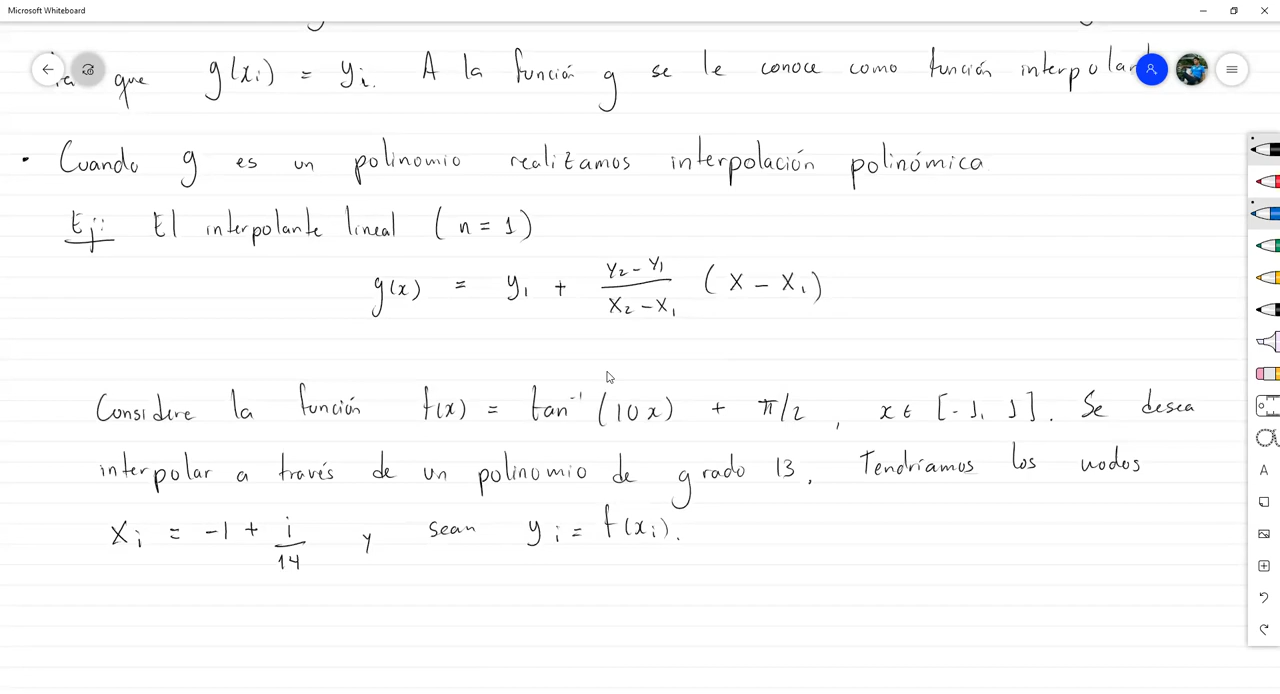 Microsoft Whiteboard
que g(xi) = yi. A la función g se le conoce como función
• Cuando g es un polinomio realizamos interpolación polinómica
Ej: El interpolante lineal (n = 1)
g(x) = y₁ + (y₂ - y₁)/(x₂ - x₁) (x - x₁)
Considere la función f(x) = tan⁻¹(10x) + π/2, x ∈ [-1, 1]. Se desea
interpolar a través de un polinomio de grado 13, Tendríamos los nodos
xi = -1 + i/14 y sean yi = f(xi).
A